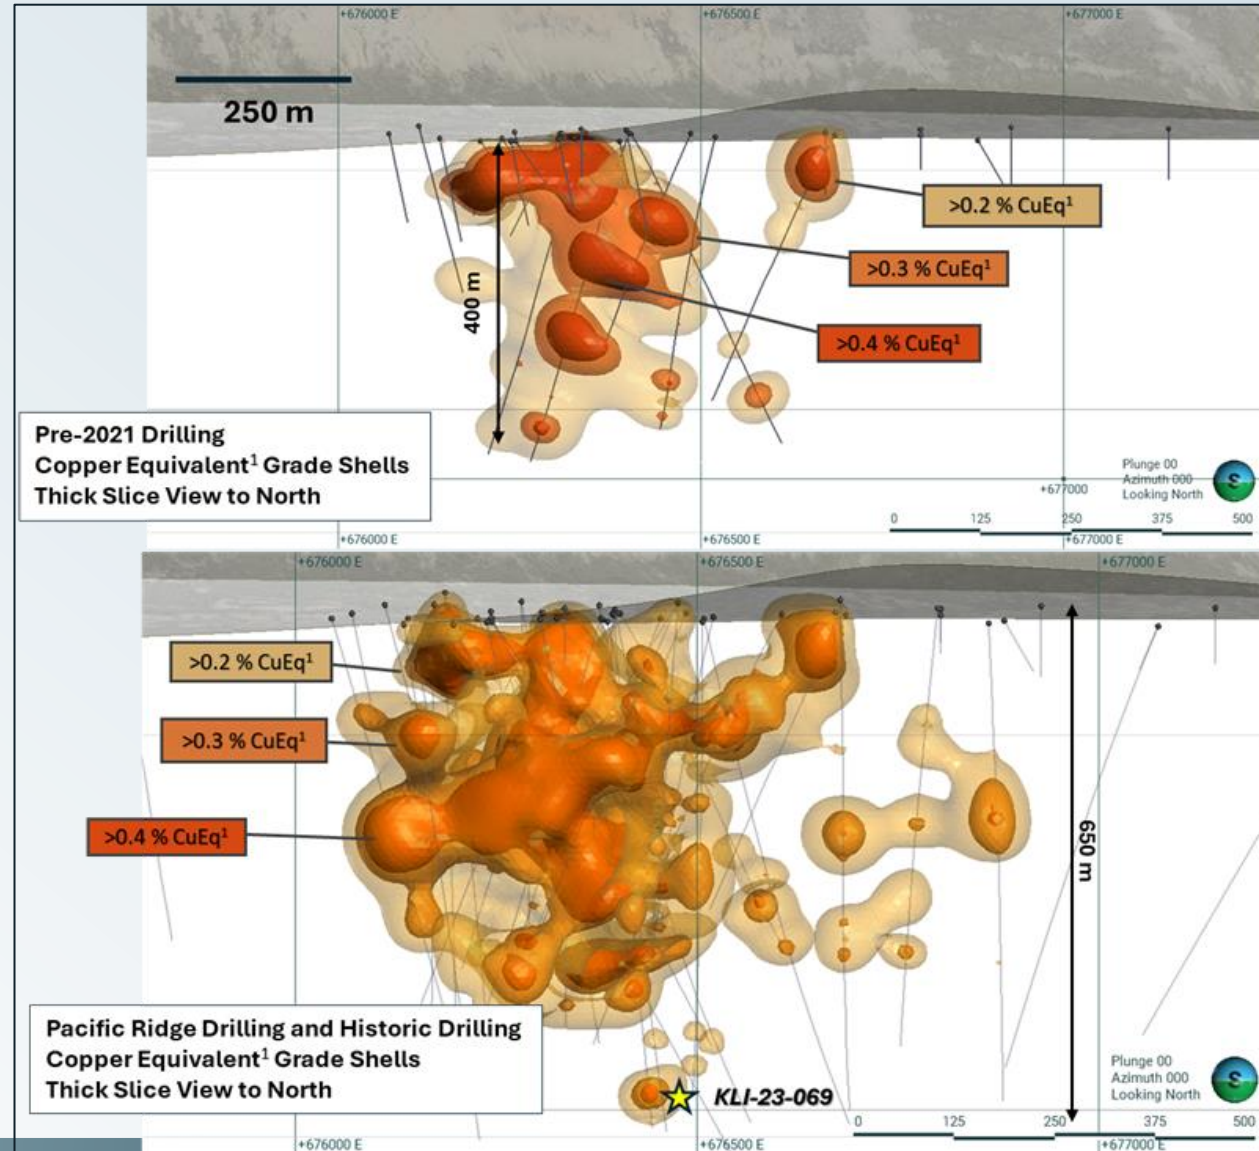 +676000 E
+676500 E
+677000 E
250 m
400 m
>0.2 % CuEq¹
>0.3 % CuEq¹
>0.4 % CuEq¹
Pre-2021 Drilling
Copper Equivalent¹ Grade Shells
Thick Slice View to North
+677000
Plunge 00
Azimuth 000
Looking North
S
0 125 250 375 500
+676000 E
+676500 E
+677000 E
+676000 E
+676500 E
+677000 E
>0.2 % CuEq¹
>0.3 % CuEq¹
>0.4 % CuEq¹
650 m
Pacific Ridge Drilling and Historic Drilling
Copper Equivalent¹ Grade Shells
Thick Slice View to North
KLI-23-069
Plunge 00
Azimuth 000
Looking North
S
0 125 250 375 500
+676000 E
+676500 E
+677000 E